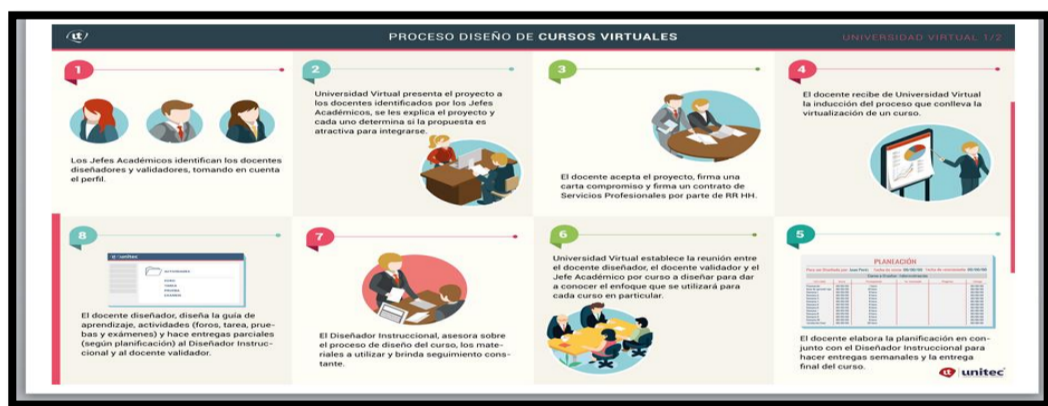 ut
PROCESO DISEÑO DE CURSOS VIRTUALES
UNIVERSIDAD VIRTUAL 1/2
1
Los Jefes Académicos identifican los docentes
diseñadores y validadores, tomando en cuenta
el perfil.
2
Universidad Virtual presenta el proyecto a
los docentes identificados por los Jefes
Académicos, se les explica el proyecto y
cada uno determina si la propuesta es
atractiva para integrarse.
3
El docente acepta el proyecto, firma una
carta compromiso y firma un contrato de
Servicios Profesionales por parte de RR HH.
4
El docente recibe de Universidad Virtual
la inducción del proceso que conlleva la
virtualización de un curso.
5
PLANEACIÓN
El docente elabora la planificación en con-
junto con el Diseñador Instruccional para
hacer entregas semanales y la entrega
final del curso.
6
Universidad Virtual establece la reunión entre
el docente diseñador, el docente validador y el
Jefe Académico por curso a diseñar para dar
a conocer el enfoque que se utilizará para
cada curso en particular.
7
El Diseñador Instruccional, asesora sobre
el proceso de diseño del curso, los mate-
riales a utilizar y brinda seguimiento cons-
tante.
8
unitec
ACTIVIDADES
FORO
TAREA
PRUEBA
EXAMEN
El docente diseñador, diseña la guía de
aprendizaje, actividades (foros, tarea, prue-
bas y exámenes) y hace entregas parciales
(según planificación) al Diseñador Instruc-
cional y al docente validador.
unitec